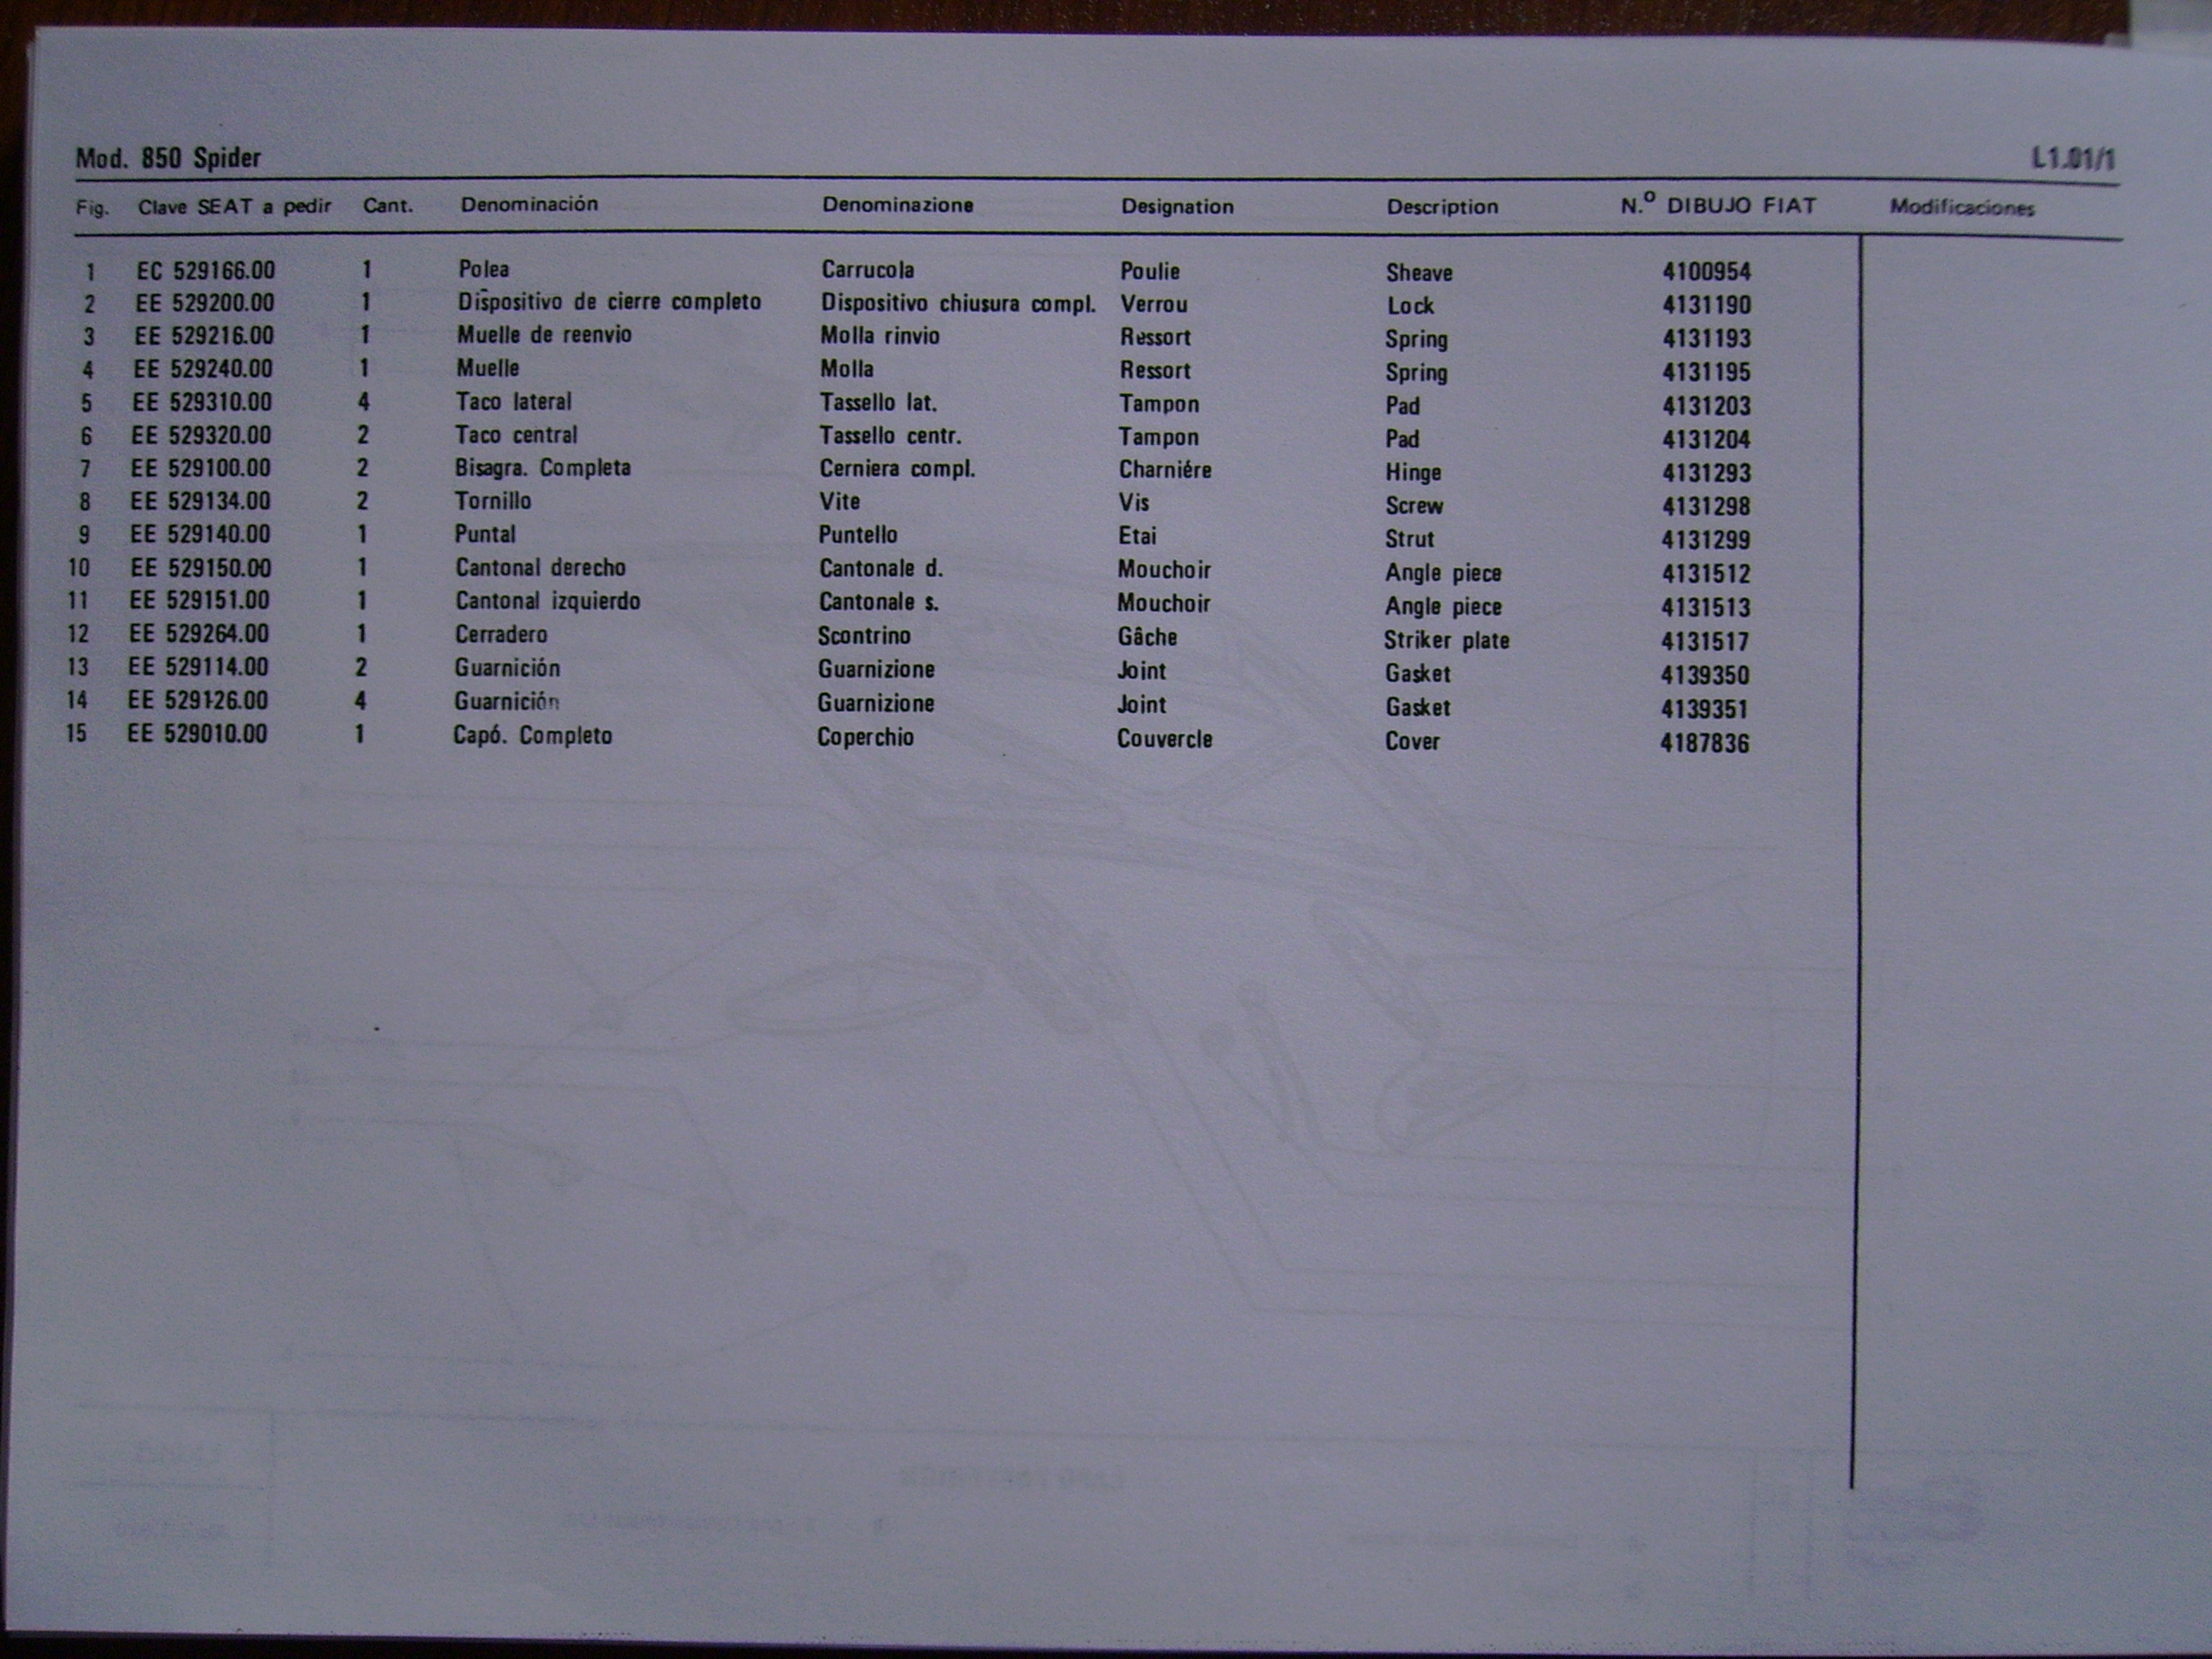 Mod. 850 Spider L1.01/1
Fig. Clave SEAT a pedir Cant. Denominación Denominazione Designation Description N.º DIBUJO FIAT Modificaciones
1 EC 529166.00 1 Polea Carrucola Poulie Sheave 4100954
2 EE 529200.00 1 Dispositivo de cierre completo Dispositivo chiusura compl. Verrou Lock 4131190
3 EE 529216.00 1 Muelle de reenvio Molla rinvio Ressort Spring 4131193
4 EE 529240.00 1 Muelle Molla Ressort Spring 4131195
5 EE 529310.00 4 Taco lateral Tassello lat. Tampon Pad 4131203
6 EE 529320.00 2 Taco central Tassello centr. Tampon Pad 4131204
7 EE 529100.00 2 Bisagra. Completa Cerniera compl. Charniére Hinge 4131293
8 EE 529134.00 2 Tornillo Vite Vis Screw 4131298
9 EE 529140.00 1 Puntal Puntello Etai Strut 4131299
10 EE 529150.00 1 Cantonal derecho Cantonale d. Mouchoir Angle piece 4131512
11 EE 529151.00 1 Cantonal izquierdo Cantonale s. Mouchoir Angle piece 4131513
12 EE 529264.00 1 Cerradero Scontrino Gâche Striker plate 4131517
13 EE 529114.00 2 Guarnición Guarnizione Joint Gasket 4139350
14 EE 529126.00 4 Guarnición Guarnizione Joint Gasket 4139351
15 EE 529010.00 1 Capó. Completo Coperchio Couvercle Cover 4187836